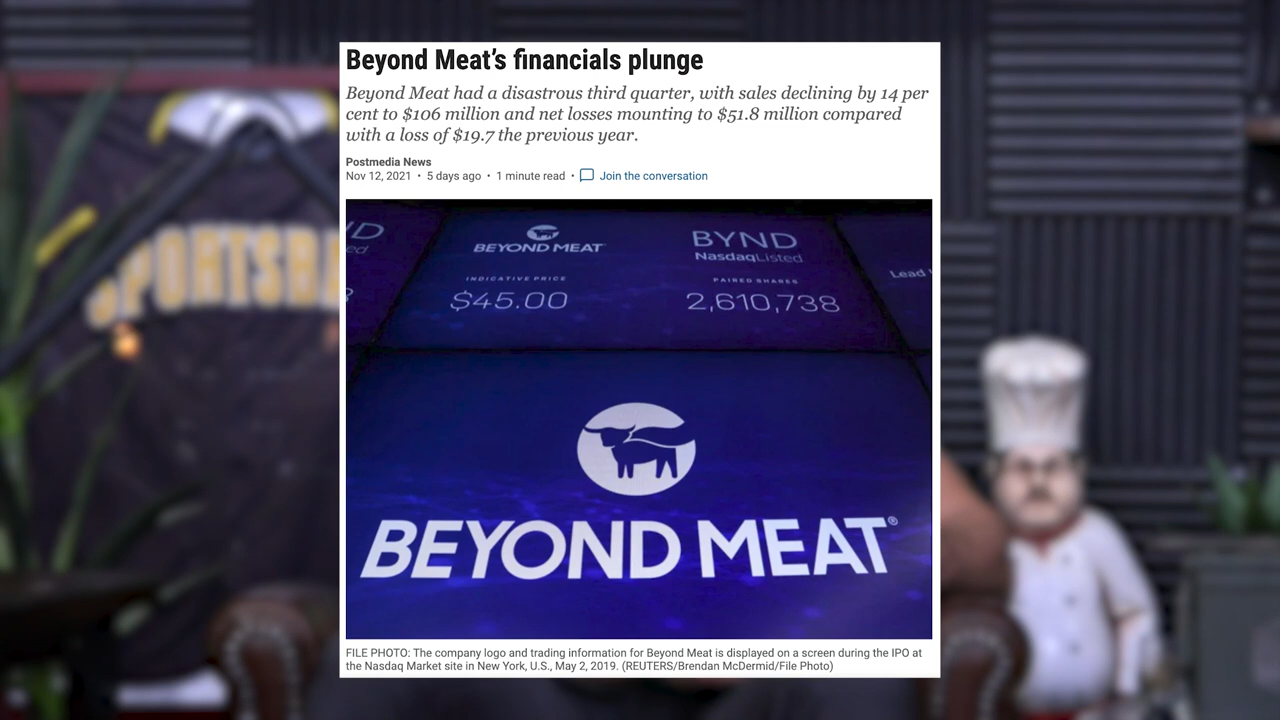 Beyond Meat's financials plunge
Beyond Meat had a disastrous third quarter, with sales declining by 14 per
cent to $106 million and net losses mounting to $51.8 million compared
with a loss of $19.7 the previous year.
Postmedia News
Nov 12, 2021 • 5 days ago • 1 minute read • Join the conversation
BEYOND MEAT
BYND
Nasdaq Listed
INDICATIVE PRICE
PAIRED SHARES
Lead
$45.00
2,610,738
SPORTSBA
BEYOND MEAT®
FILE PHOTO: The company logo and trading information for Beyond Meat is displayed on a screen during the IPO at
the Nasdaq Market site in New York, U.S., May 2, 2019. (REUTERS/Brendan McDermid/File Photo)